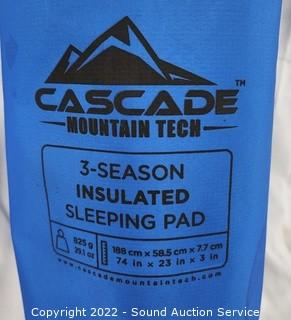 CASCADE™
MOUNTAIN TECH
3-SEASON
INSULATED
SLEEPING PAD
825 g
29.1 oz
188 cm x 58.5 cm x 7.7 cm
74 in x 23 in x 3 in
www.cascademountaintech.com
Copyright 2022 - Sound Auction Service